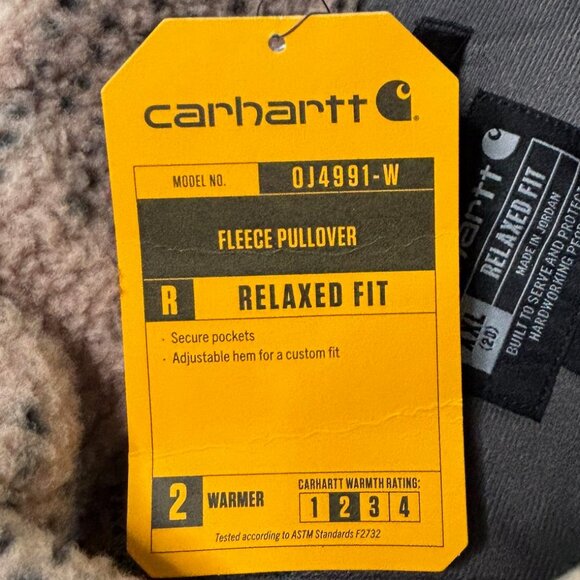 carhartt
MODEL NO. OJ4991-W
FLEECE PULLOVER
R RELAXED FIT
· Secure pockets
· Adjustable hem for a custom fit
2 WARMER
CARHARTT WARMTH RATING:
1 2 3 4
Tested according to ASTM Standards F2732
RELAXED FIT
MADE IN JORDAN
XXL
(20)
BUILT TO SERVE AND
HARDWORKING